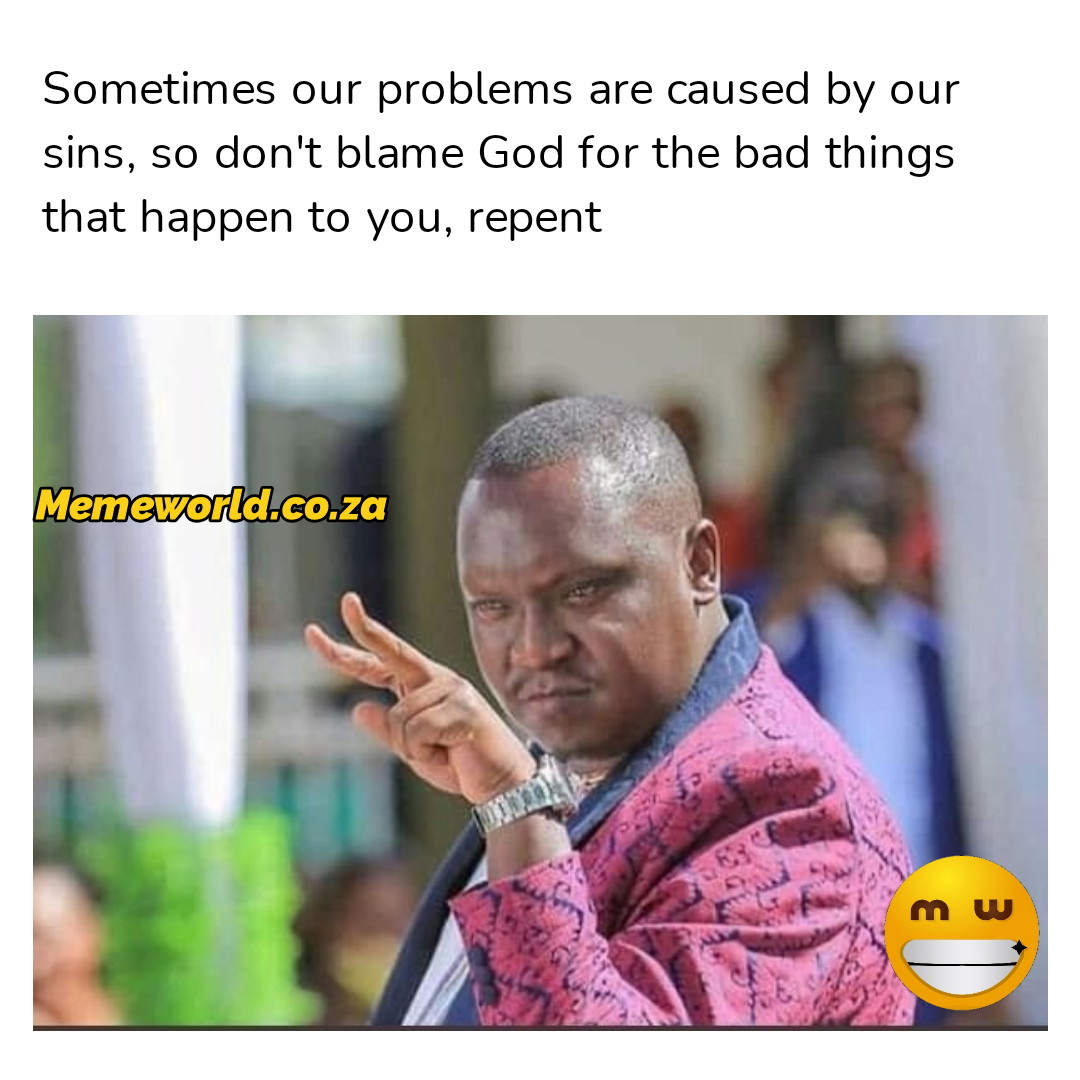 Sometimes our problems are caused by our
sins, so don't blame God for the bad things
that happen to you, repent
Memeworld.co.za
m w